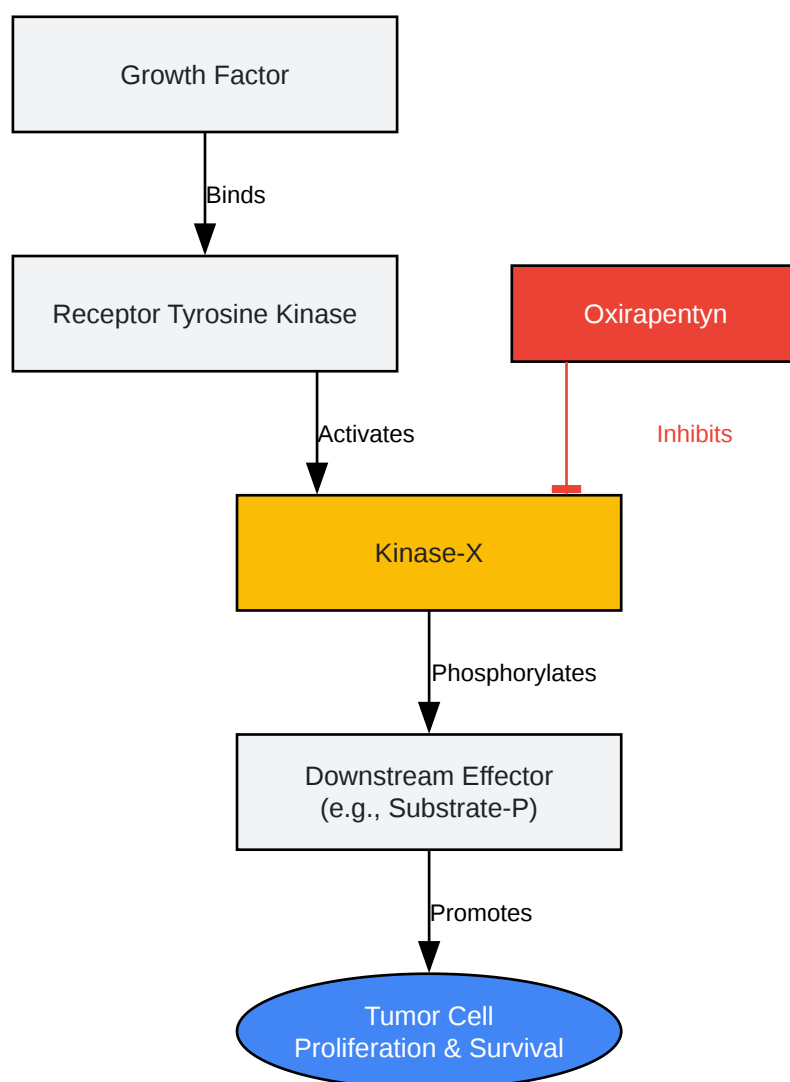 Growth Factor
Binds
Receptor Tyrosine Kinase
Oxirapentyn
Activates
Inhibits
Kinase-X
Phosphorylates
Downstream Effector
(e.g., Substrate-P)
Promotes
Tumor Cell
Proliferation & Survival